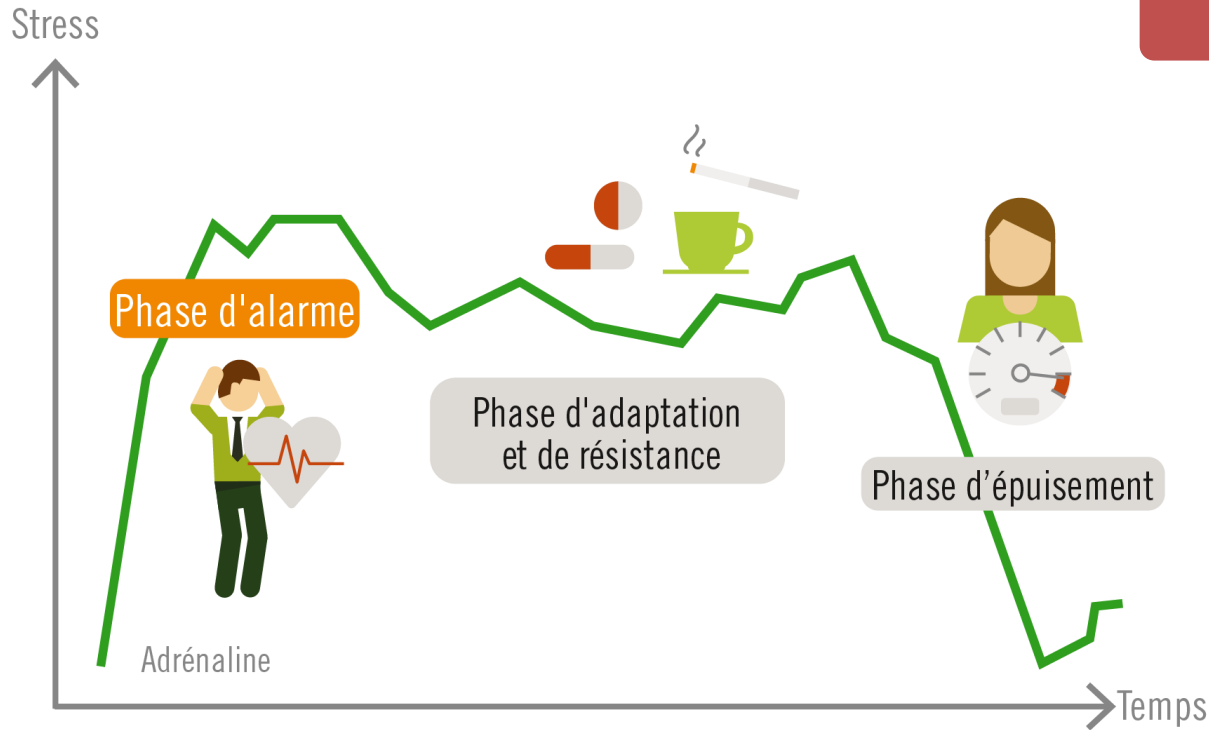 Stress
Phase d'alarme
Phase d'adaptation
et de résistance
Phase d’épuisement
Adrénaline
Temps